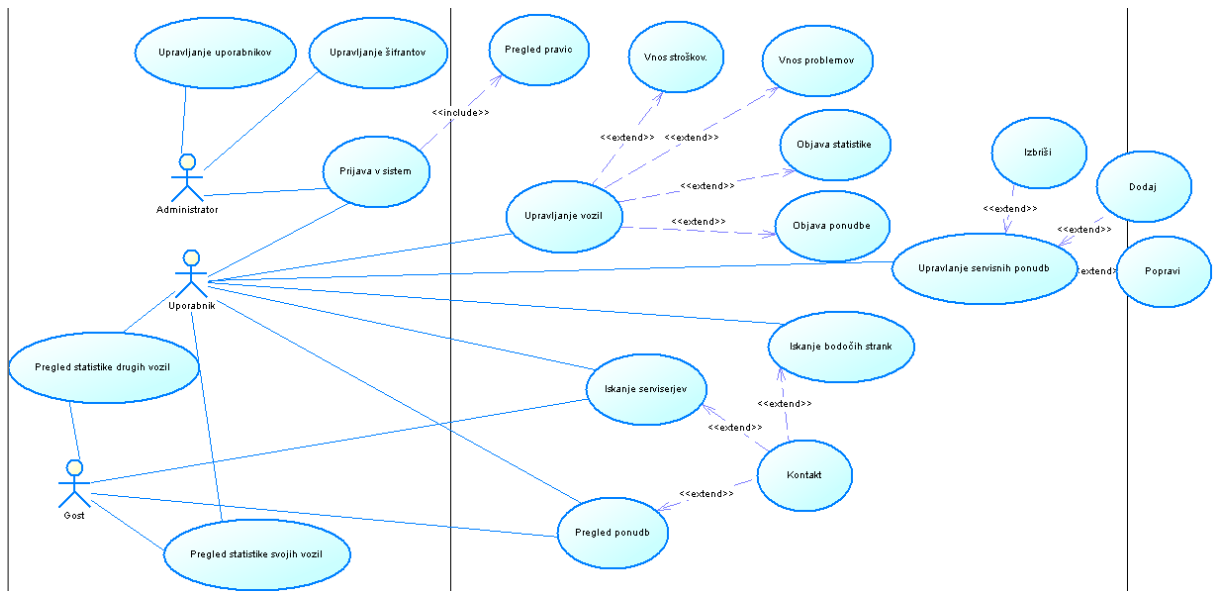 Upravljanje uporabnikov
Upravljanje šifrantov
Pregled pravic
Vnos stroškov.
Vnos problemov
<<include>>
<<extend>>
<<extend>>
Objava statistike
Izbriši
Prijava v sistem
Dodaj
Administrator
<<extend>>
<<extend>>
Upravljanje vozil
<<extend>>
Objava ponudbe
<<extend>>
Upravlanje servisnih ponudb
extend>>
Popravi
Uporabnik
Iskanje bodočih strank
Pregled statistike drugih vozil
Iskanje serviserjev
<<extend>>
<<extend>>
Kontakt
<<extend>>
Gost
Pregled ponudb
Pregled statistike svojih vozil